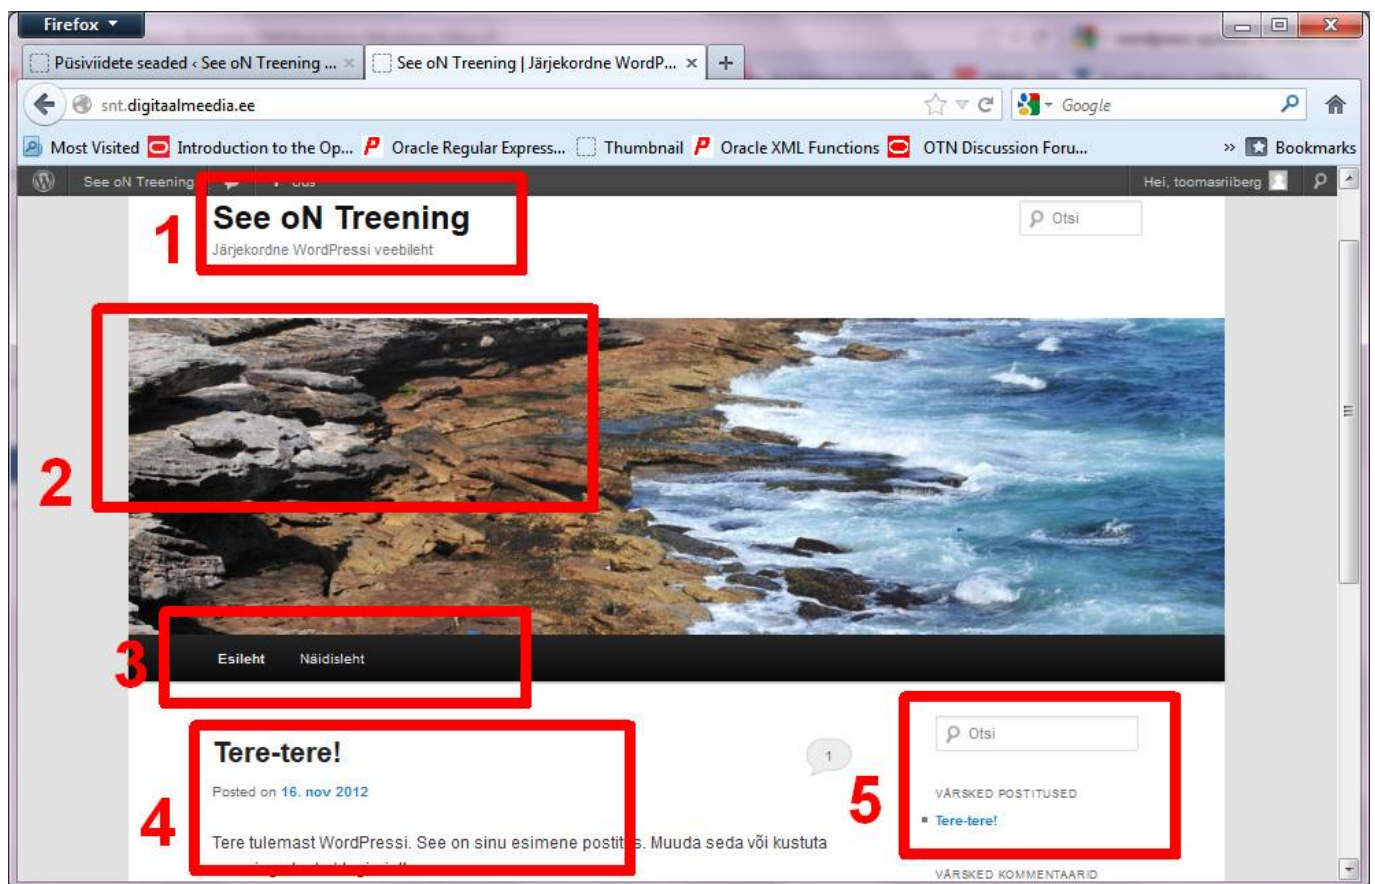 Firefox
Püsiviidete seaded ‹ See oN Treening ...
See oN Treening | Järjekordne WordP...
snt.digitaalmeedia.ee
Google
Most Visited Introduction to the Op... Oracle Regular Express... Thumbnail Oracle XML Functions OTN Discussion Foru... » Bookmarks
See oN Treening
Hei, toomasriiberg
1
See oN Treening
Otsi
Järjekordne WordPressi veebileht
2
3
Esileht Näidisleht
4
Tere-tere!
1
Posted on 16. nov 2012
Tere tulemast WordPressi. See on sinu esimene postitus. Muuda seda või kustuta
5
Otsi
VÄRSKED POSTITUSED
Tere-tere!
VÄRSKED KOMMENTAARID